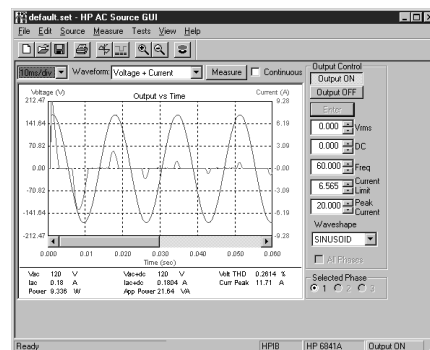 default.set - HP AC Source GUI
File Edit Source Measure Tests View Help
10ms/div Waveform: Voltage + Current Measure Continuous
Output Control
Output ON
Output OFF
Enter
0.000 Vrms
0.000 DC
60.000 Freq
6.565 Current Limit
20.000 Peak Current
Waveshape
SINUSOID
All Phases
Selected Phase
1 2 3
Voltage (V) Output vs Time Current (A)
212.47 9.28
141.64 6.19
70.82 3.09
0.00 -0.00
-70.82 -3.09
-141.64 -6.19
-212.47 -9.28
0.000 0.010 0.020 0.030 0.040 0.050 0.060
Time (sec)
Vac 120 V Vac+dc 120 V Volt THD 0.2614 %
Iac 0.18 A Iac+dc 0.1804 A Curr Peak 11.71 A
Power 9.336 W App Power 21.64 VA
Ready HPIB HP 6841A Output ON